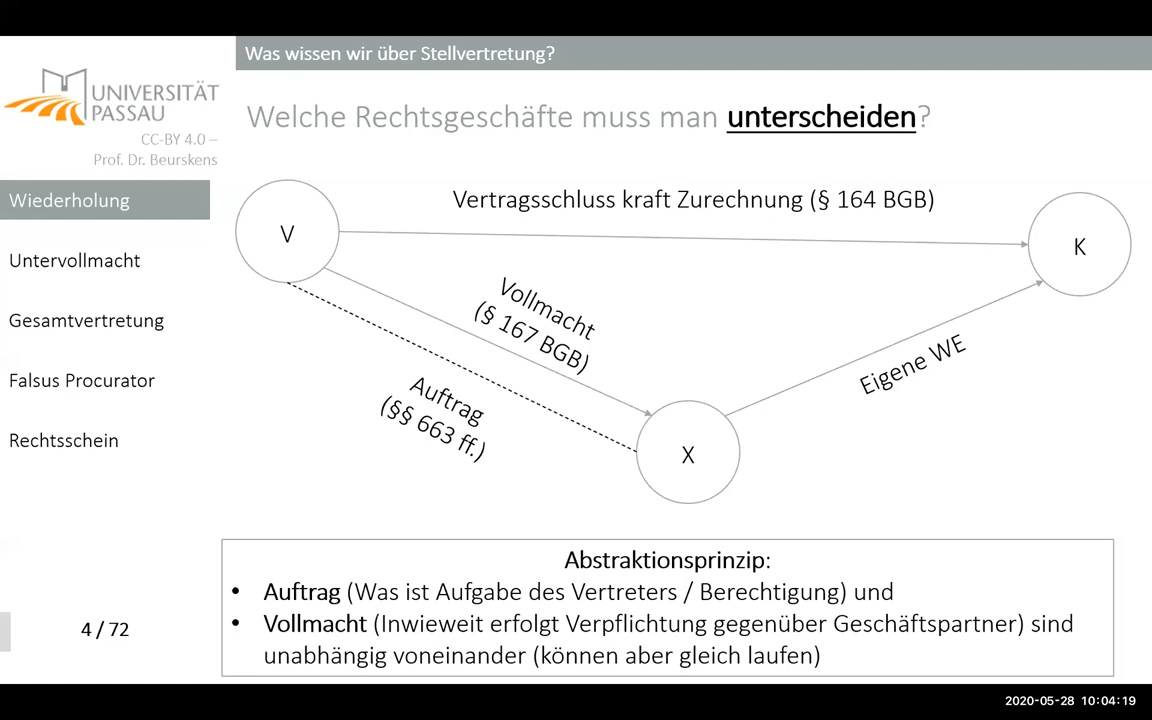 Was wissen wir über Stellvertretung?
UNIVERSITÄT
PASSAU
CC-BY 4.0 –
Prof. Dr. Beurskens
Welche Rechtsgeschäfte muss man unterscheiden?
Wiederholung
Untervollmacht
Gesamtvertretung
Falsus Procurator
Rechtsschein
V
Vertragsschluss kraft Zurechnung (§ 164 BGB)
K
Vollmacht
(§ 167 BGB)
Auftrag
(§§ 663 ff.)
Eigene WE
X
Abstraktionsprinzip:
• Auftrag (Was ist Aufgabe des Vertreters / Berechtigung) und
• Vollmacht (Inwieweit erfolgt Verpflichtung gegenüber Geschäftspartner) sind
unabhängig voneinander (können aber gleich laufen)
4 / 72
2020-05-28 10:04:19